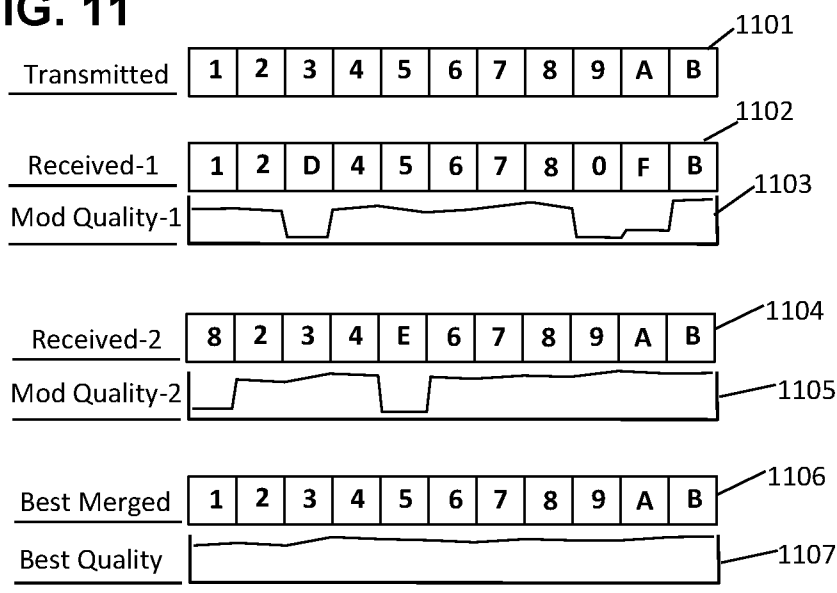 IG. 11
1101
Transmitted 1 2 3 4 5 6 7 8 9 A B
1102
Received-1 1 2 D 4 5 6 7 8 0 F B
Mod Quality-1 1103
Received-2 8 2 3 4 E 6 7 8 9 A B 1104
Mod Quality-2 1105
Best Merged 1 2 3 4 5 6 7 8 9 A B 1106
Best Quality 1107